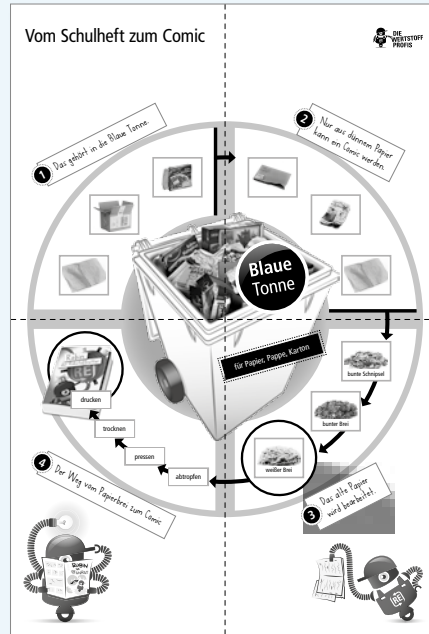 Vom Schulheft zum Comic
DIE
WERTSTOFF
PROFIS
1 Das gehört in die Blaue Tonne.
2 Nur aus dünnem Papier
kann ein Comic werden.
Blaue
Tonne
für Papier, Pappe, Karton
bunte Schnipsel
bunter Brei
weißer Brei
abtropfen
pressen
trocknen
drucken
3 Das alte Papier
wird bearbeitet.
4 Der Weg vom Papierbrei zum Comic
RE